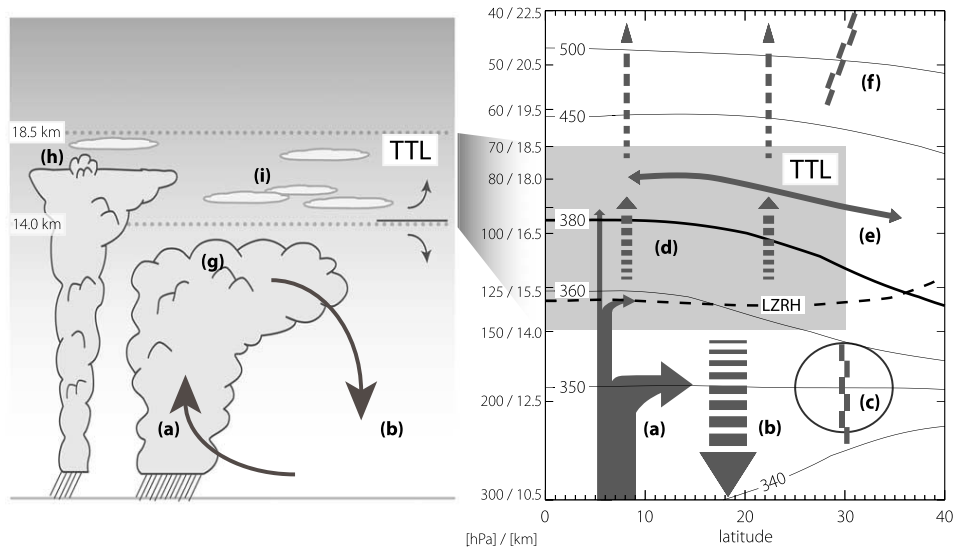 18.5 km
(h)
TTL
(i)
14.0 km
(g)
(a)
(b)
40 / 22.5
50 / 20.5
60 / 19.5
70 / 18.5
80 / 18.0
100 / 16.5
125 / 15.5
150 / 14.0
200 / 12.5
300 / 10.5
500
(f)
450
TTL
380
(d)
(e)
360
LZRH
350
(a)
(b)
(c)
340
0 10 20 30 40
[hPa] / [km]
latitude